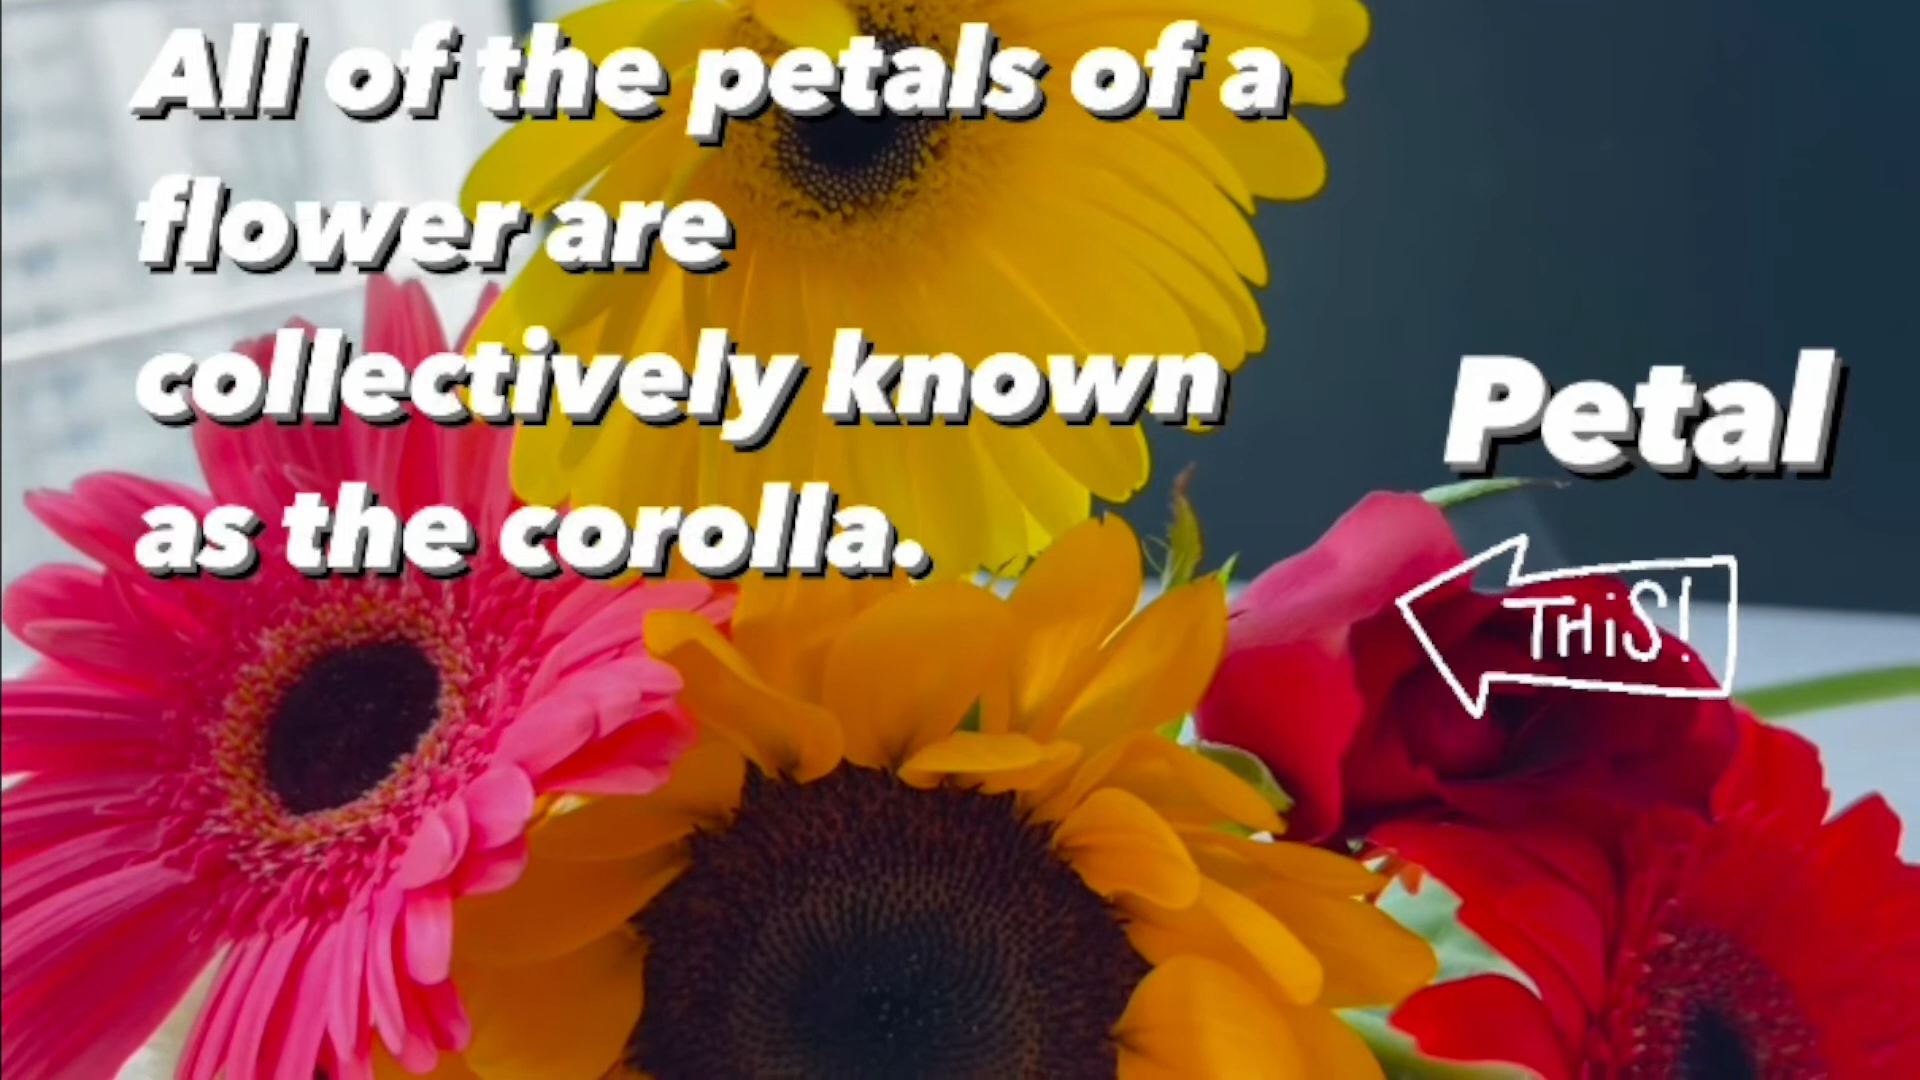 All of the petals of a
flower are
collectively known
as the corolla.
Petal
THiS!